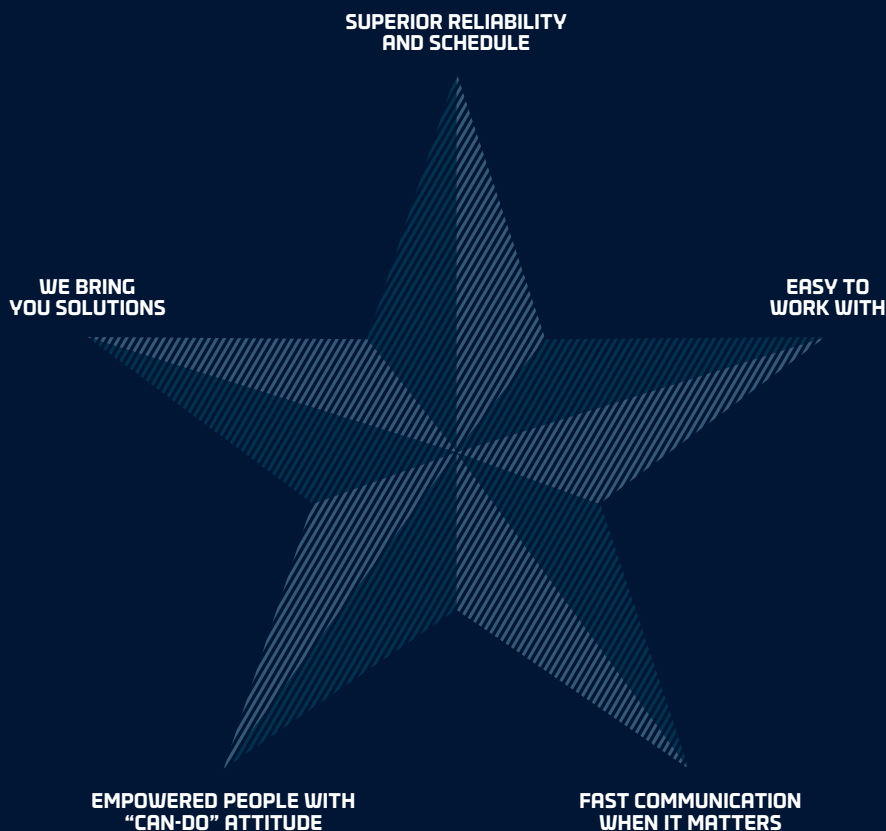 SUPERIOR RELIABILITY
AND SCHEDULE
WE BRING
YOU SOLUTIONS
EASY TO
WORK WITH
EMPOWERED PEOPLE WITH
“CAN-DO” ATTITUDE
FAST COMMUNICATION
WHEN IT MATTERS